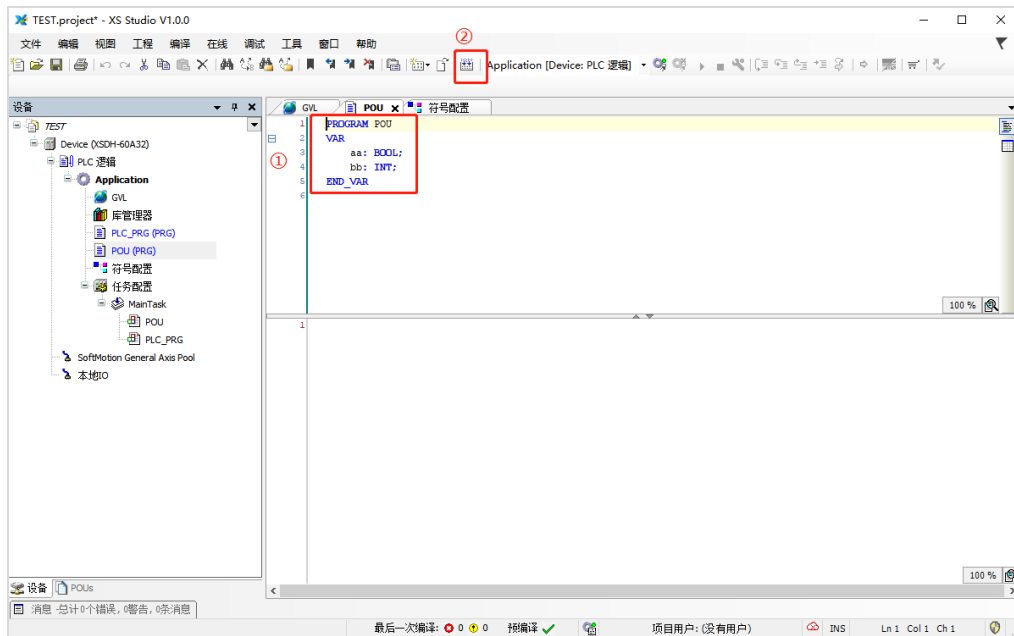 TEST.project* - XS Studio V1.0.0
文件 编辑 视图 工程 编译 在线 调试 工具 窗口 帮助
②
Application [Device: PLC 逻辑]
设备
GVL POU 符号配置
TEST
Device (XSDH-60A32)
PLC 逻辑
Application
GVL
库管理器
PLC_PRG (PRG)
POU (PRG)
符号配置
任务配置
MainTask
POU
PLC_PRG
SoftMotion General Axis Pool
本地IO
①
1 PROGRAM POU
2 VAR
3 aa: BOOL;
4 bb: INT;
5 END_VAR
6
100 %
1
100 %
设备 POUs
消息 -总计0个错误, 0警告, 0条消息
最后一次编译: 0 0 预编译 项目用户: (没有用户) INS Ln 1 Col 1 Ch 1